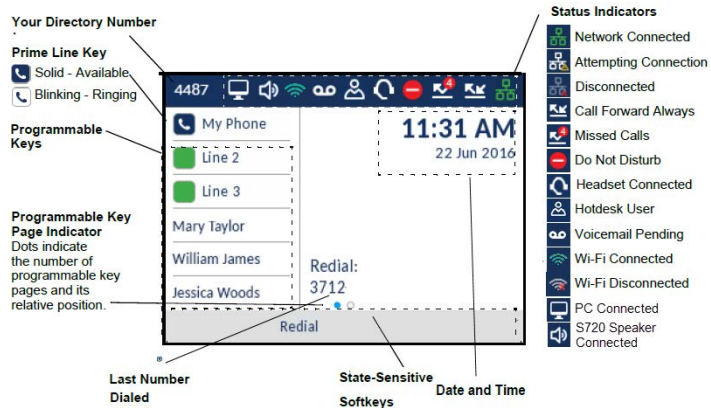 Your Directory Number
Prime Line Key
Solid - Available
Blinking - Ringing
Programmable
Keys
Programmable Key
Page Indicator
Dots indicate
the number of
programmable key
pages and its
relative position.
4487
4
My Phone
Line 2
Line 3
Mary Taylor
William James
Jessica Woods
11:31 AM
22 Jun 2016
Redial:
3712
Redial
Last Number
Dialed
State-Sensitive
Softkeys
Date and Time
Status Indicators
Network Connected
Attempting Connection
Disconnected
Call Forward Always
4
Missed Calls
Do Not Disturb
Headset Connected
Hotdesk User
Voicemail Pending
Wi-Fi Connected
Wi-Fi Disconnected
PC Connected
S720 Speaker
Connected